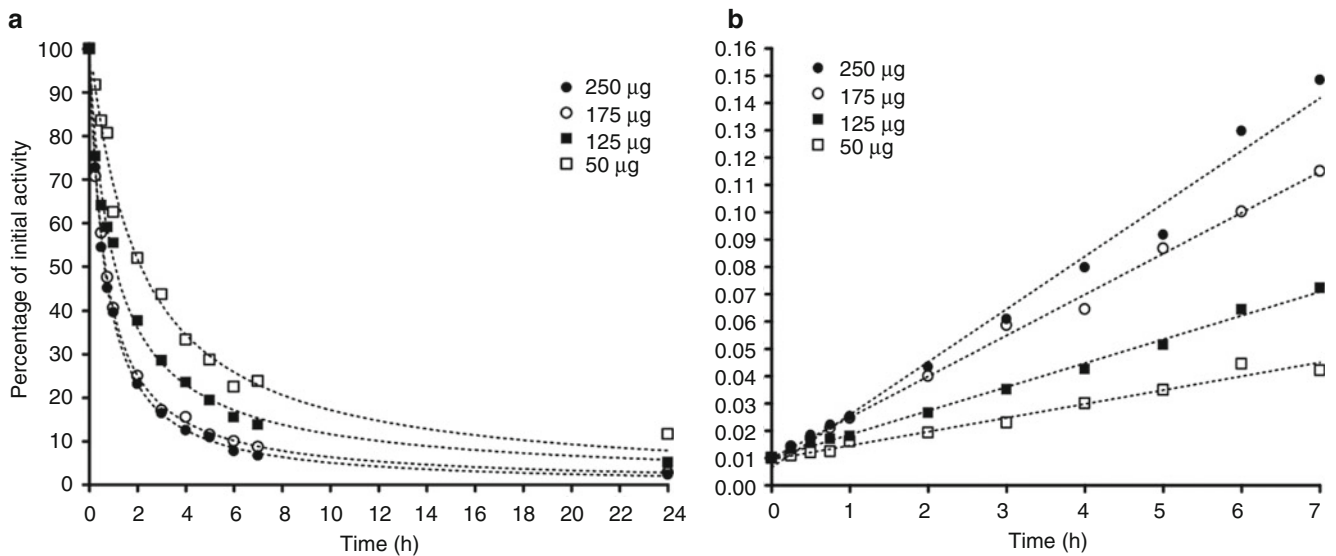 a
Percentage of initial activity
100
90
80
70
60
50
40
30
20
10
0
250 µg
175 µg
125 µg
50 µg
0 2 4 6 8 10 12 14 16 18 20 22 24
Time (h)
b
0.16
0.15
0.13
0.13
0.12
0.11
0.10
0.09
0.08
0.07
0.06
0.05
0.04
0.03
0.02
0.01
0.00
250 µg
175 µg
125 µg
50 µg
0 1 2 3 4 5 6 7
Time (h)